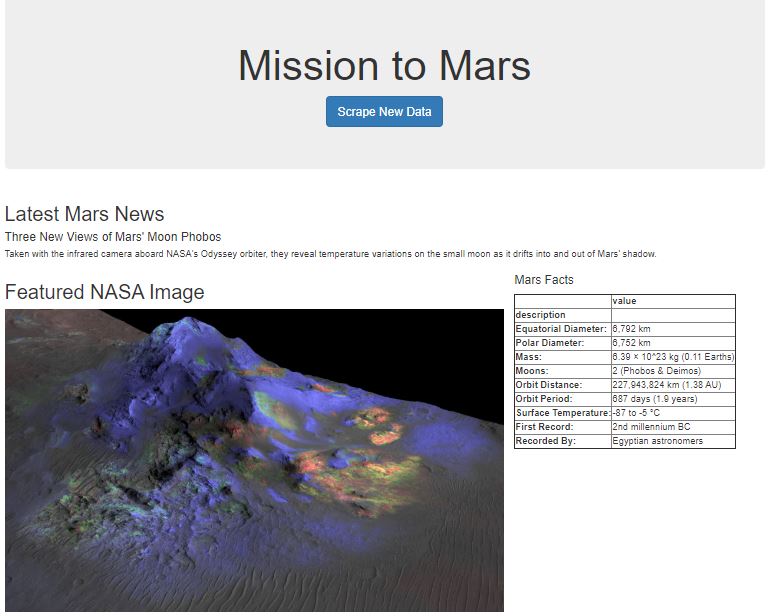 Mission to Mars
Scrape New Data
Latest Mars News
Three New Views of Mars' Moon Phobos
Taken with the infrared camera aboard NASA's Odyssey orbiter, they reveal temperature variations on the small moon as it drifts into and out of Mars' shadow.
Featured NASA Image
Mars Facts
value
description
Equatorial Diameter: 6,792 km
Polar Diameter: 6,752 km
Mass: 6.39 × 10^23 kg (0.11 Earths)
Moons: 2 (Phobos & Deimos)
Orbit Distance: 227,943,824 km (1.38 AU)
Orbit Period: 687 days (1.9 years)
Surface Temperature: -87 to -5 °C
First Record: 2nd millennium BC
Recorded By: Egyptian astronomers